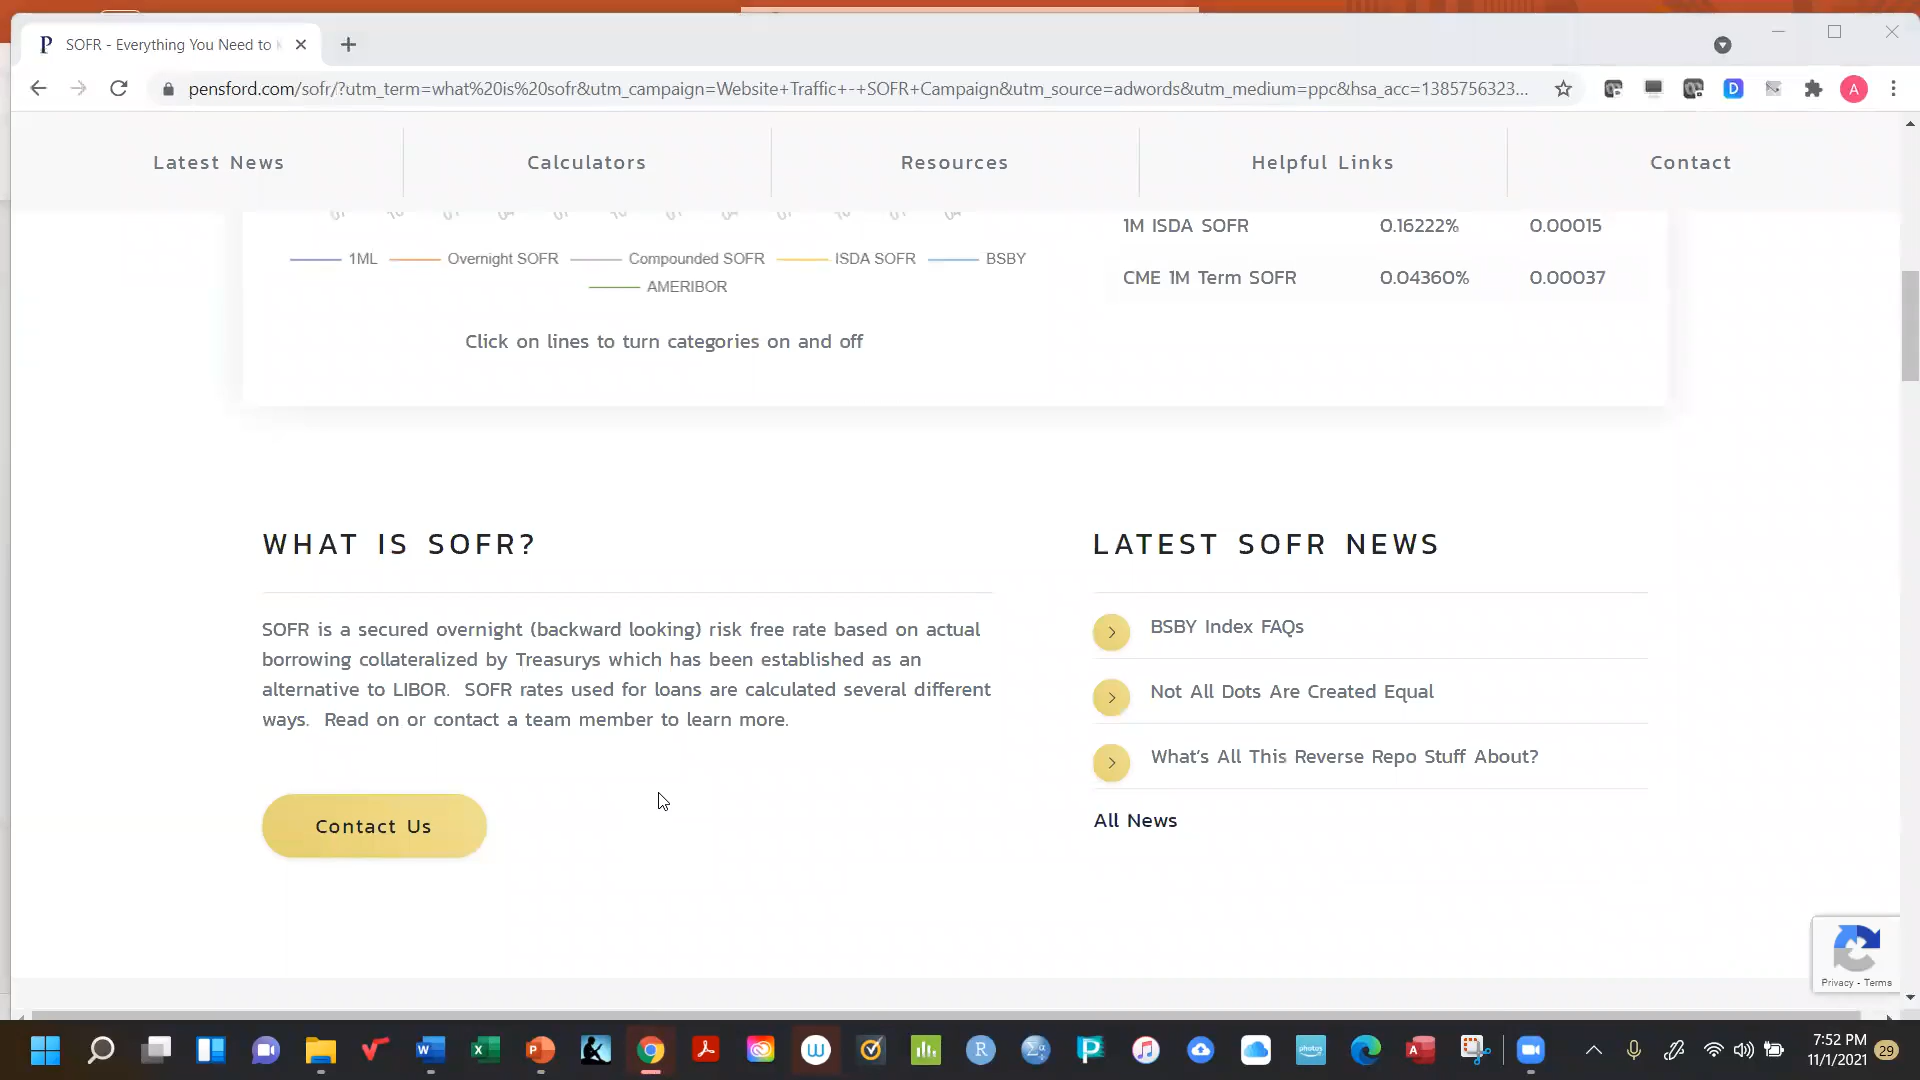 SOFR - Everything You Need to
pensford.com/sofr/?utm_term=what%20is%20sofr&utm_campaign=Website+Traffic+-+SOFR+Campaign&utm_source=adwords&utm_medium=ppc&hsa_acc=1385756323...
Latest News
Calculators
Resources
Helpful Links
Contact
1M ISDA SOFR 0.16222% 0.00015
CME 1M Term SOFR 0.04360% 0.00037
1ML Overnight SOFR Compounded SOFR ISDA SOFR BSBY
AMERIBOR
Click on lines to turn categories on and off
WHAT IS SOFR?
SOFR is a secured overnight (backward looking) risk free rate based on actual
borrowing collateralized by Treasurys which has been established as an
alternative to LIBOR. SOFR rates used for loans are calculated several different
ways. Read on or contact a team member to learn more.
Contact Us
LATEST SOFR NEWS
BSBY Index FAQs
Not All Dots Are Created Equal
What's All This Reverse Repo Stuff About?
All News
Privacy - Terms
7:52 PM
11/1/2021
29